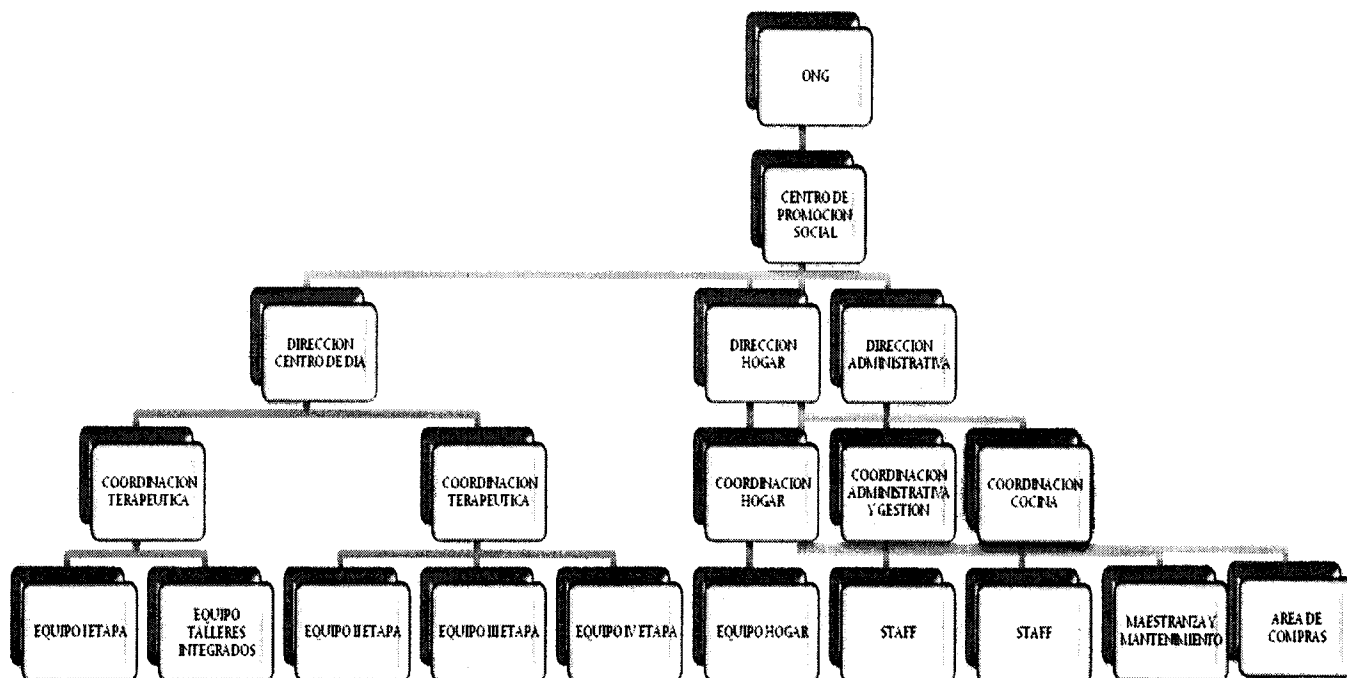 ONG
CENTRO DE
PROMOCION
SOCIAL
DIRECCION
CENTRO DE DIA
DIRECCION
HOGAR
DIRECCION
ADMINISTRATIVA
COORDINACION
TERAPEUTICA
COORDINACION
TERAPEUTICA
COORDINACION
HOGAR
COORDINACION
ADMINISTRATIVA
Y GESTION
COORDINACION
COCINA
EQUIPO I ETAPA
EQUIPO
TALLERES
INTEGRADOS
EQUIPO II ETAPA
EQUIPO III ETAPA
EQUIPO IV ETAPA
EQUIPO HOGAR
STAFF
STAFF
MAESTRANZA Y
MANTENIMIENTO
AREA DE
COMPRAS